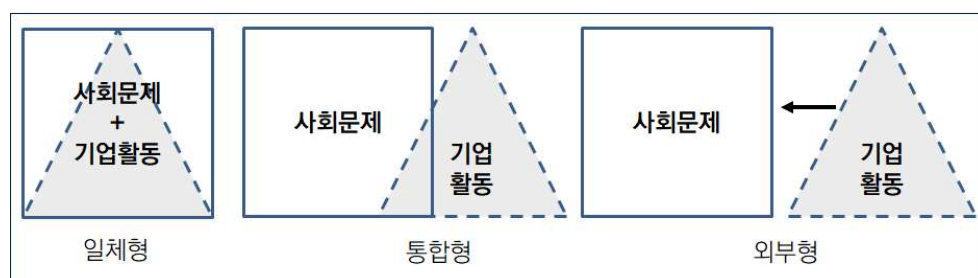 사회문제
+
기업활동
일체형
사회문제
기업
활동
통합형
사회문제
기업
활동
외부형